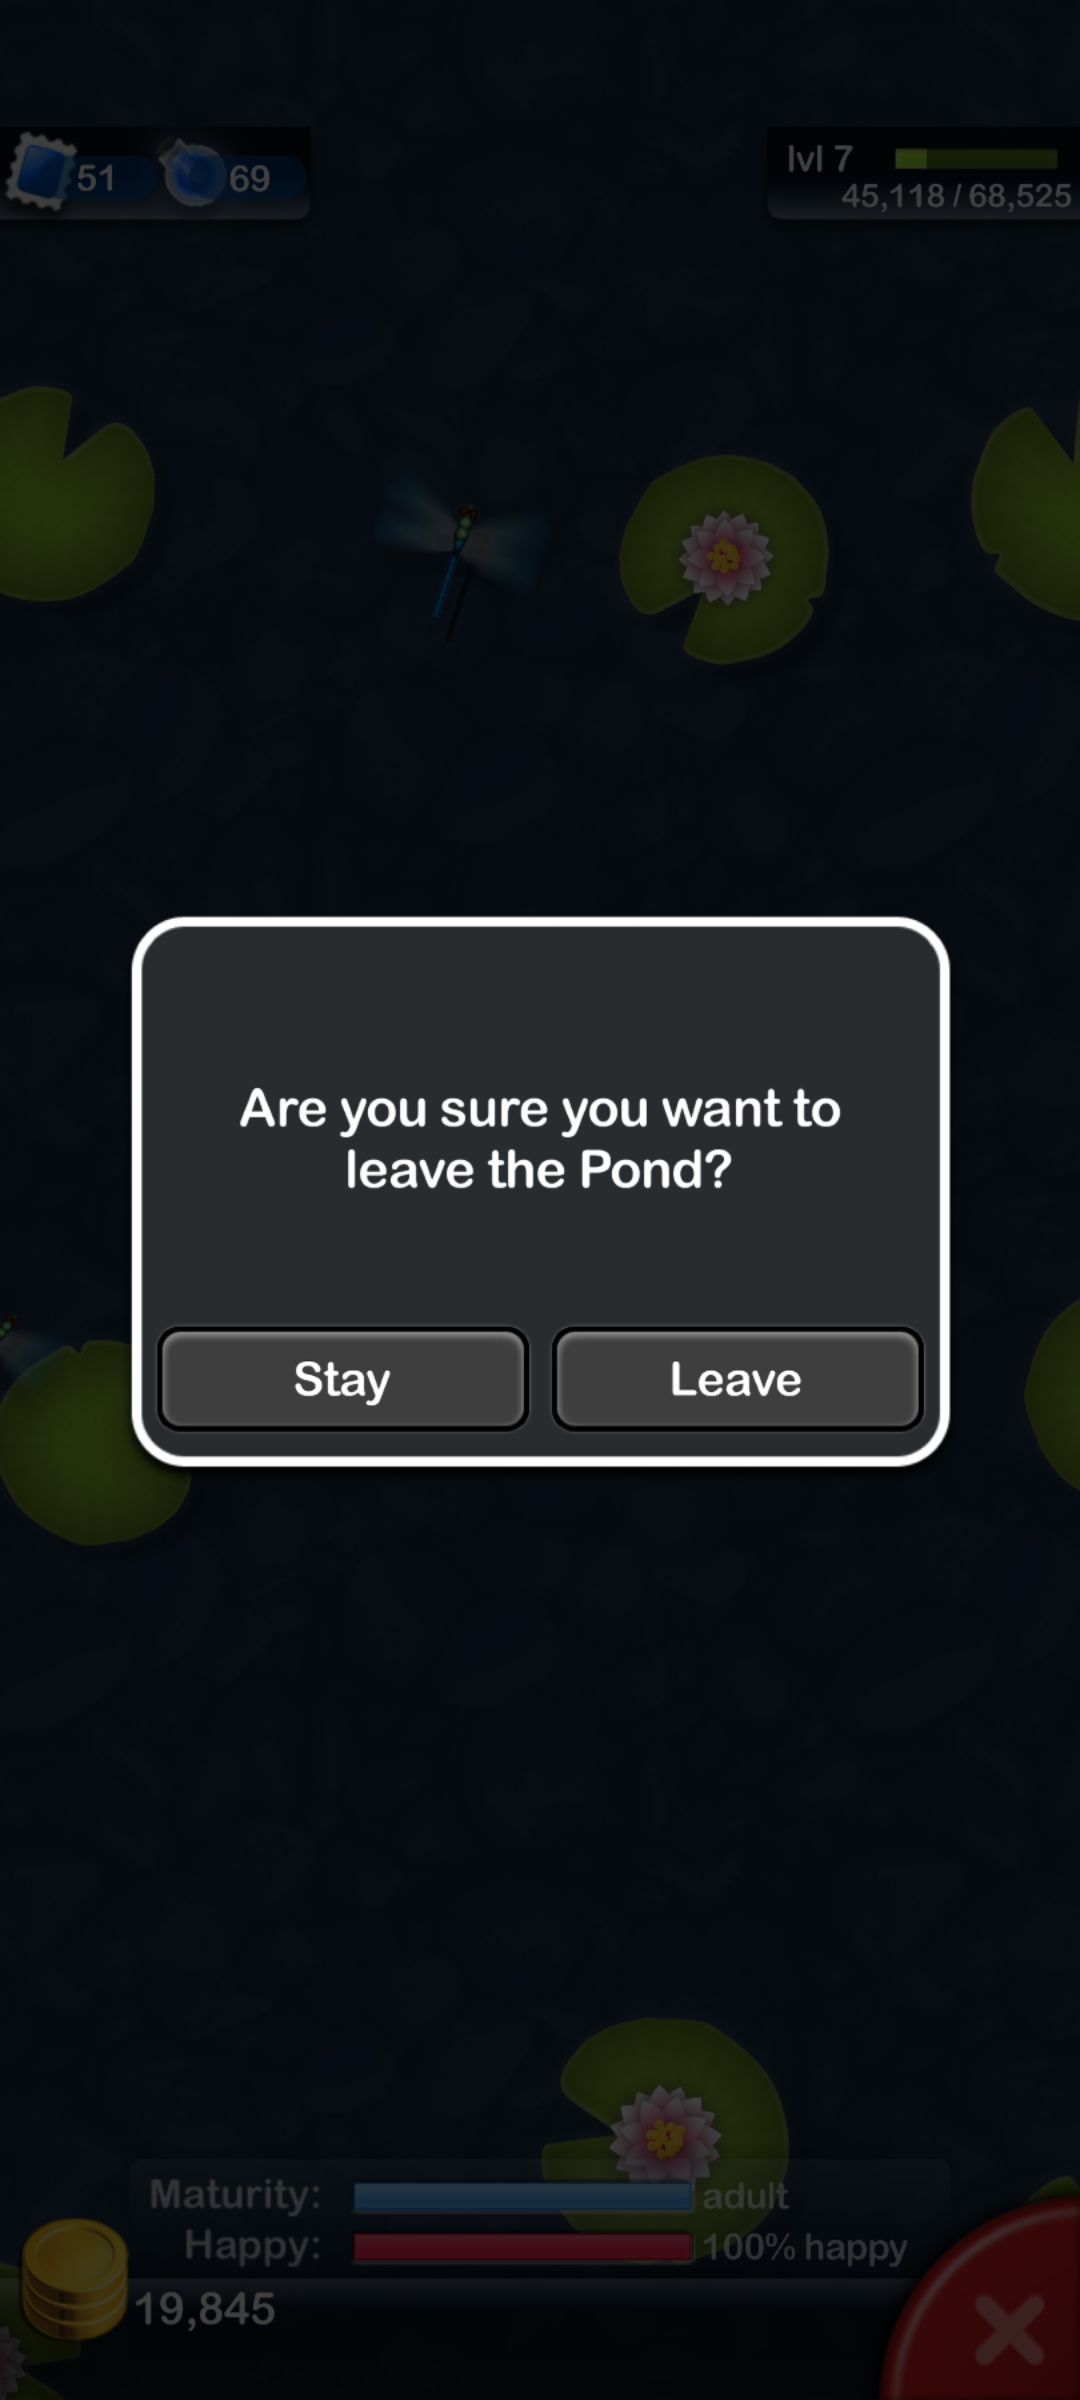 51 69
lvl 7
45,118 / 68,525
Are you sure you want to
leave the Pond?
Stay Leave
Maturity: adult
Happy: 100% happy
19,845